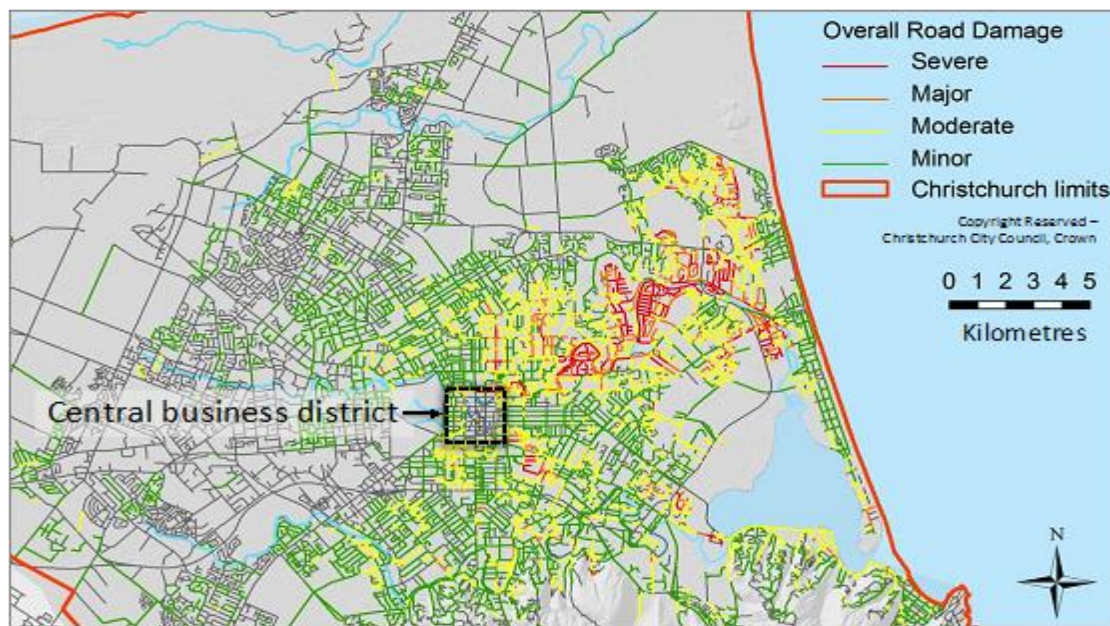 Overall Road Damage
Severe
Major
Moderate
Minor
Christchurch limits
Copyright Reserved –
Christchurch City Council, Crown
0 1 2 3 4 5
Kilometres
Central business district
N